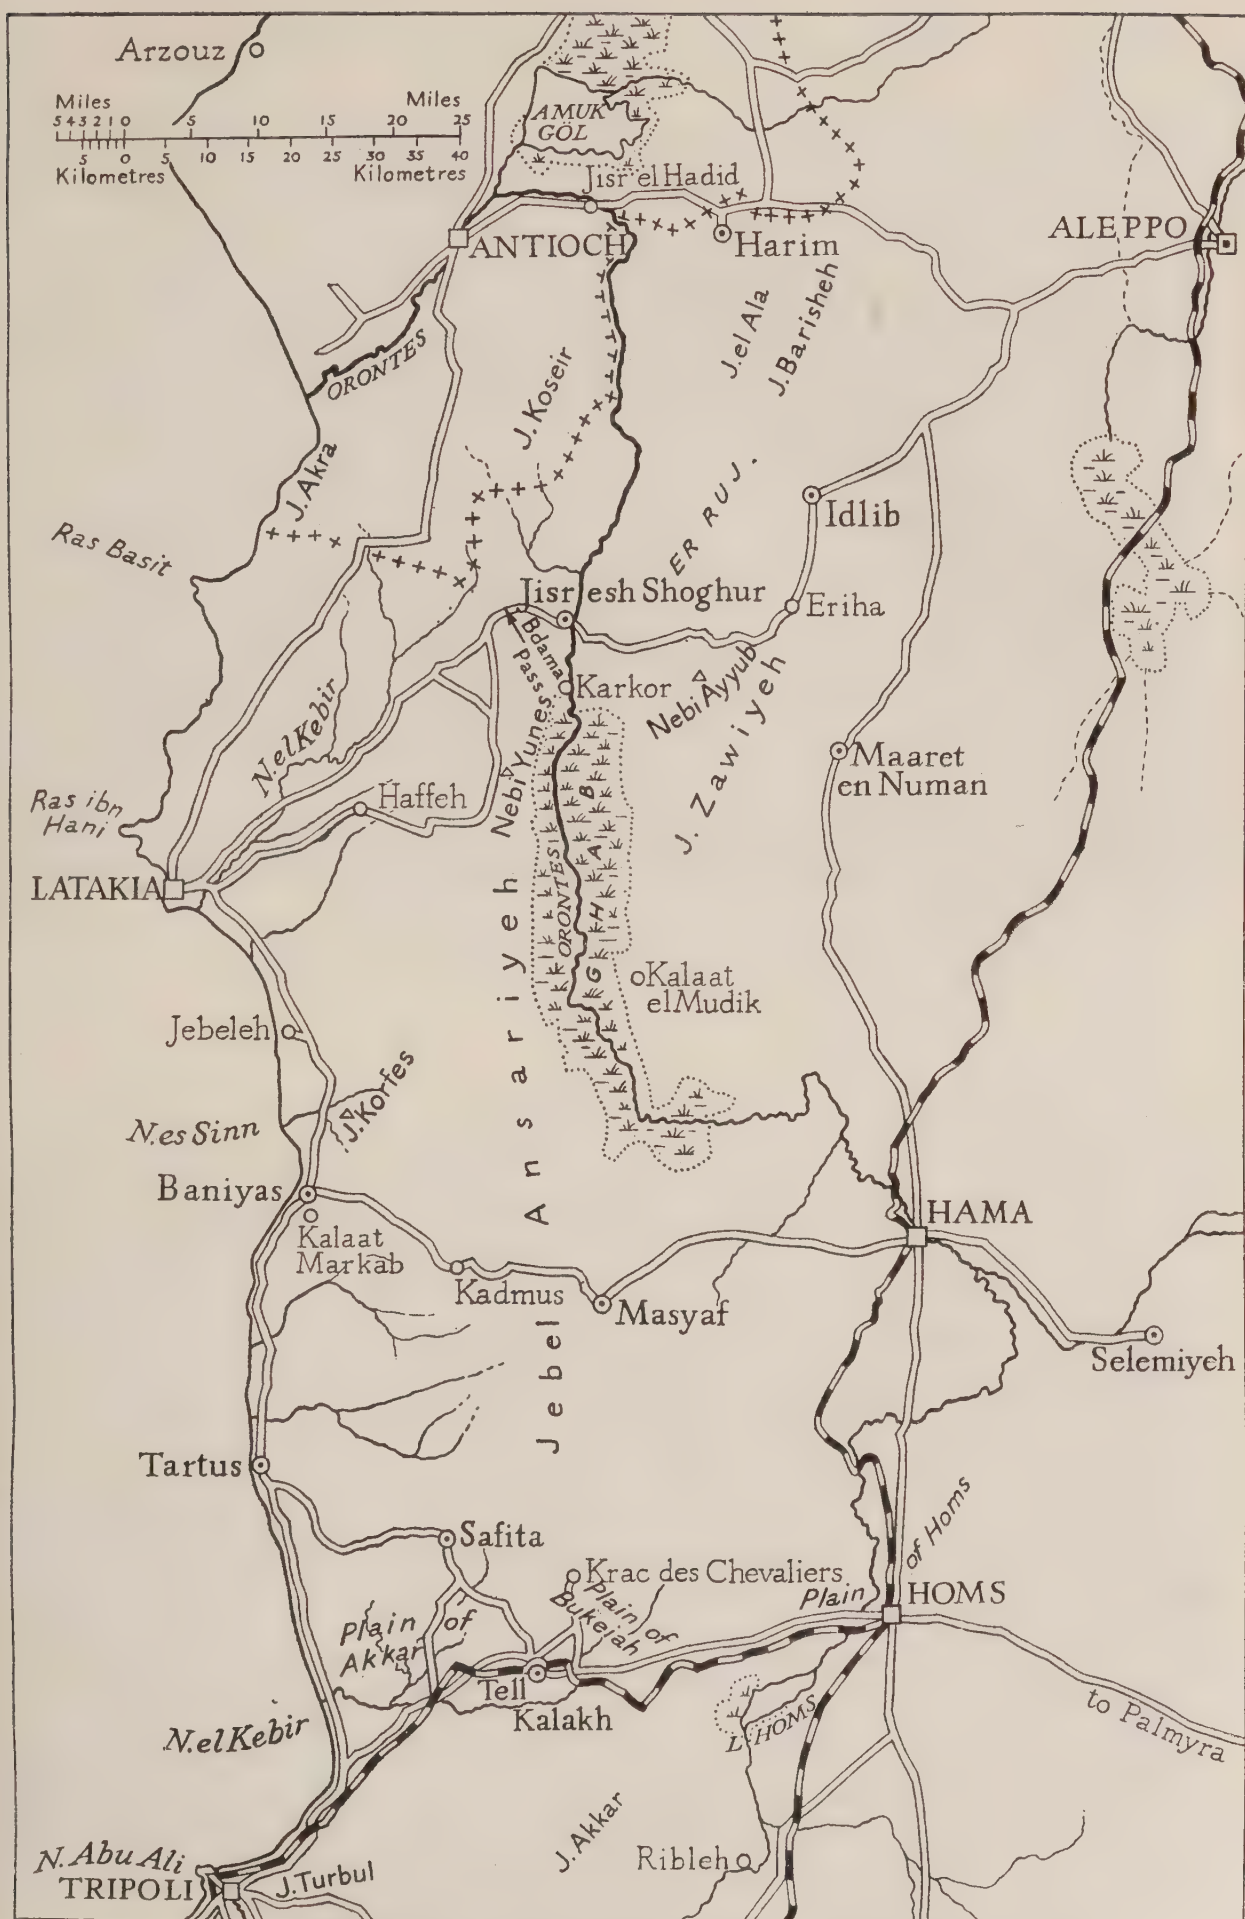 Arzouz
Miles Miles
5 4 3 2 1 0 5 10 15 20 25
5 0 5 10 15 20 25 30 35 40
Kilometres Kilometres
AMUK
GÖL
Jisr el Hadid
ANTIOCH
Harim
ALEPPO
J. el Ala
J. Barisheh
ORONTES
J. Koseir
J. Akra
ER RUJ.
Idlib
Ras Basit
Jisr esh Shoghur
Eriha
Bdama
Pass
Karkor
Nebi Ayyub
J. Zawiyeh
N. el Kebir
Nebi Yunes
Maaret
en Numan
Haffeh
Ras ibn
Hani
GHAB
ORONTES
LATAKIA
Kalaat
el Mudik
Jebeleh
J. Korfes
N. es Sinn
Jebel Ansariyeh
Baniyas
HAMA
Kalaat
Markab
Kadmus
Masyaf
Selemiyeh
Tartus
Safita
Krac des Chevaliers
Plain of Homs
HOMS
Plain of
Akkar
Plain of
Bukeiah
Tell
Kalakh
N. el Kebir
L. HOMS
to Palmyra
J. Akkar
Ribleh
N. Abu Ali
TRIPOLI
J. Turbul